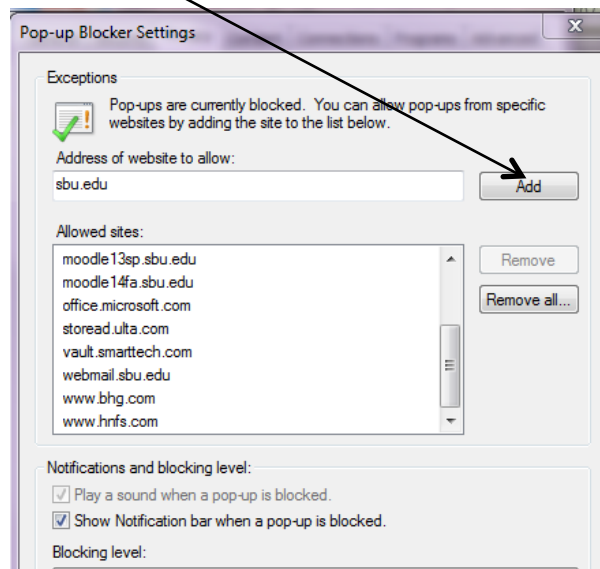 Pop-up Blocker Settings
Exceptions
Pop-ups are currently blocked. You can allow pop-ups from specific
websites by adding the site to the list below.
Address of website to allow:
sbu.edu
Add
Allowed sites:
moodle13sp.sbu.edu
Remove
moodle14fa.sbu.edu
office.microsoft.com
Remove all...
storead.ulta.com
vault.smarttech.com
webmail.sbu.edu
www.bhg.com
www.hnfs.com
Notifications and blocking level:
Play a sound when a pop-up is blocked.
Show Notification bar when a pop-up is blocked.
Blocking level: